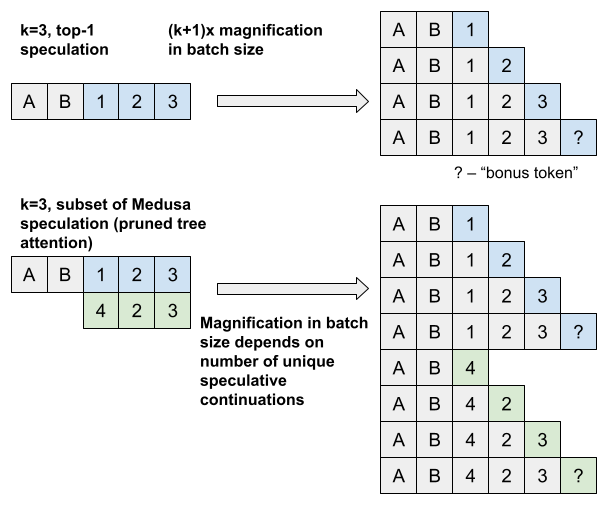 k=3, top-1
speculation
(k+1)x magnification
in batch size
A B 1 2 3
A B 1
A B 1 2
A B 1 2 3
A B 1 2 3 ?
? – “bonus token”
k=3, subset of Medusa
speculation (pruned tree
attention)
A B 1 2 3
4 2 3
Magnification in batch
size depends on
number of unique
speculative
continuations
A B 1
A B 1 2
A B 1 2 3
A B 1 2 3 ?
A B 4
A B 4 2
A B 4 2 3
A B 4 2 3 ?